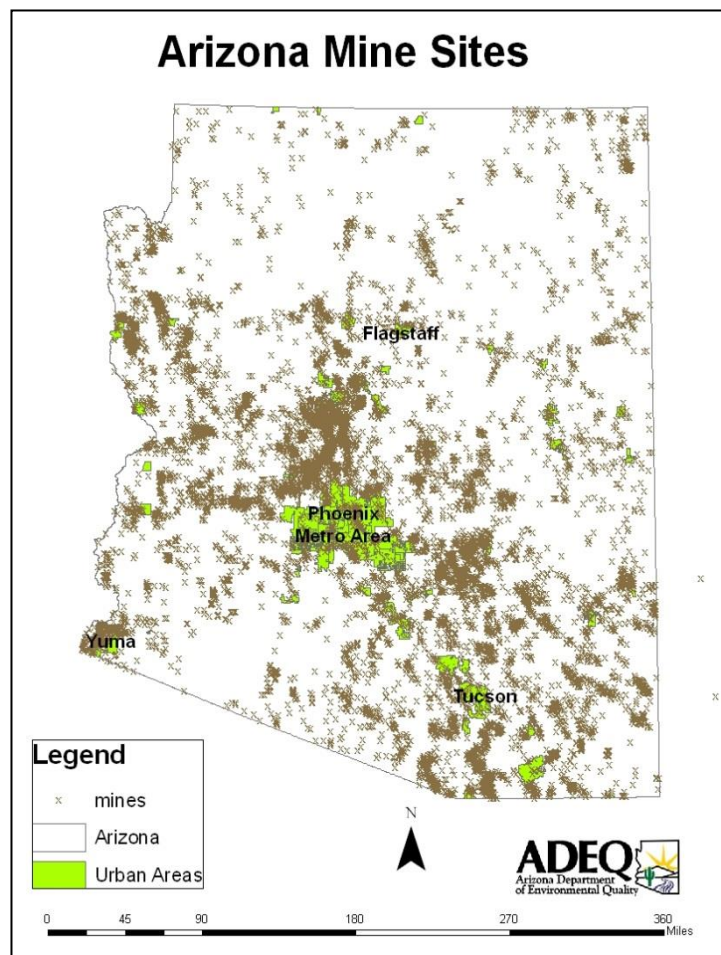 Arizona Mine Sites
Flagstaff
Phoenix
Metro Area
Yuma
Tucson
Legend
mines
Arizona
Urban Areas
N
ADEQ
Arizona Department
of Environmental Quality
0 45 90 180 270 360
Miles